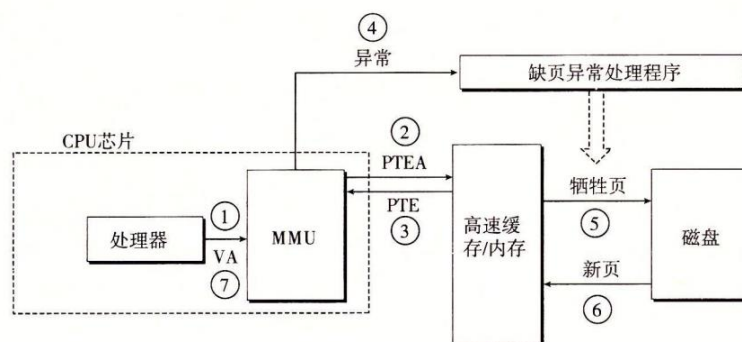 ④
异常
缺页异常处理程序
CPU芯片
②
PTEA
PTE
③
①
处理器
VA
⑦
MMU
高速缓
存/内存
牺牲页
⑤
磁盘
新页
⑥